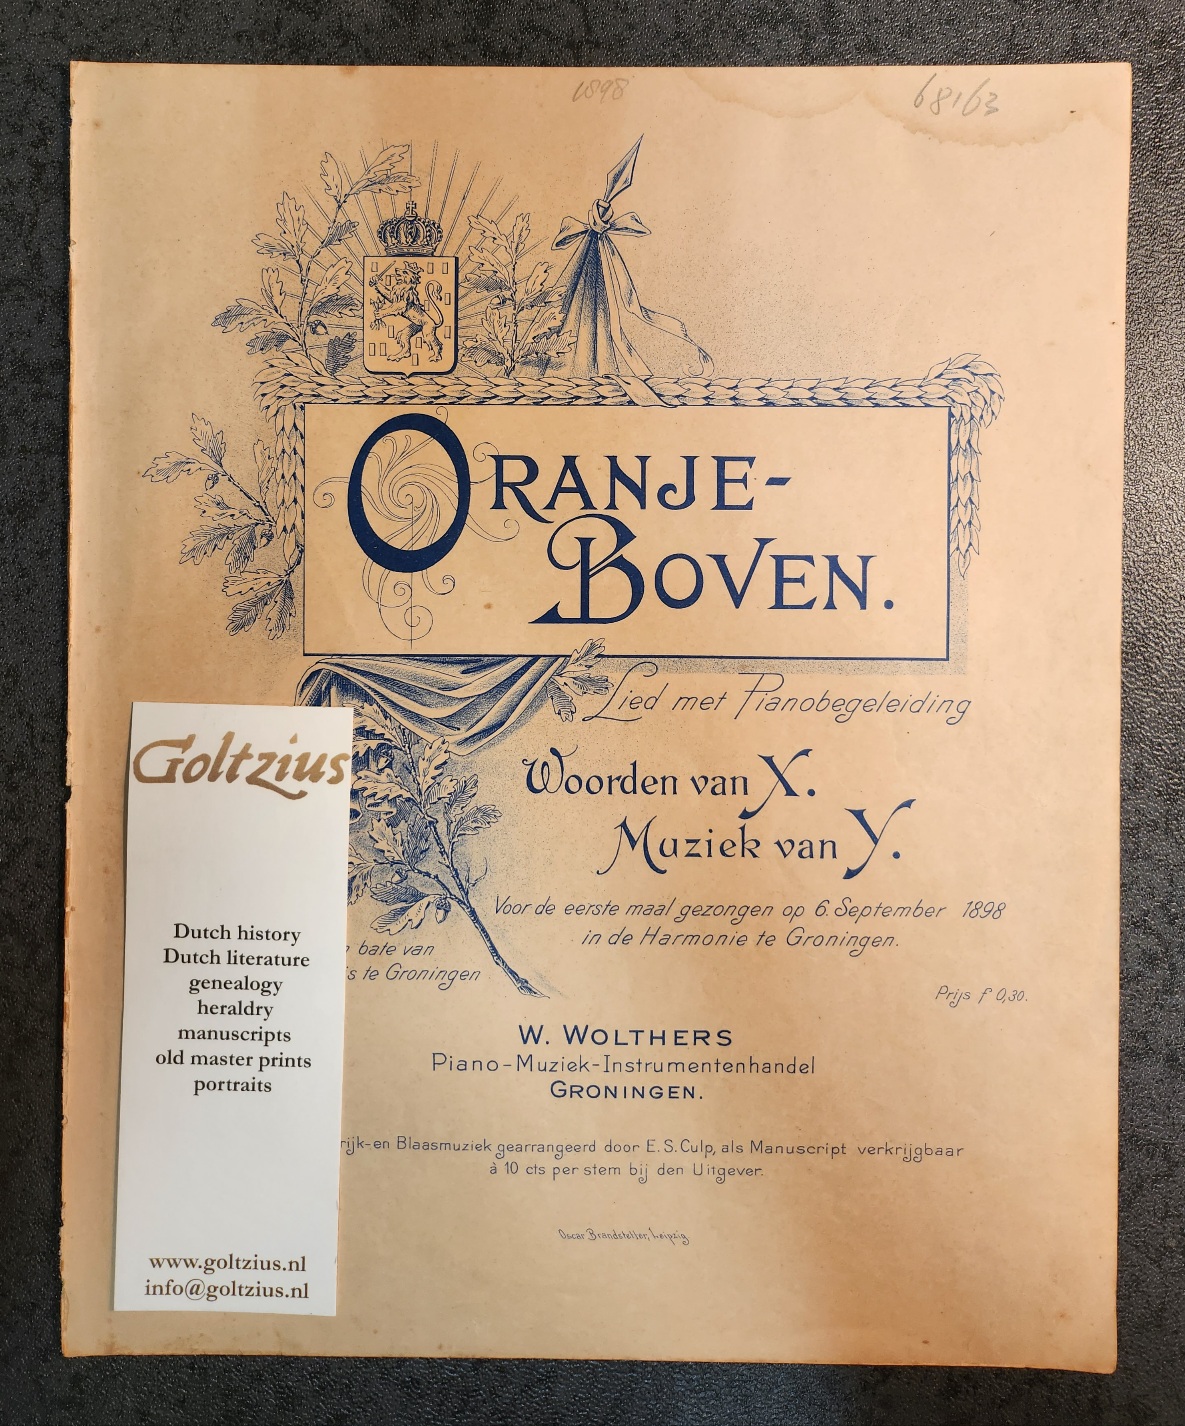 1898
68163
ORANJE-
BOVEN.
Lied met Pianobegeleiding
Woorden van X.
Muziek van Y.
Voor de eerste maal gezongen op 6. September 1898
in de Harmonie te Groningen.
bate van
te Groningen
Prijs f 0,30.
W. WOLTHERS
Piano-Muziek-Instrumentenhandel
GRONINGEN.
en Blaasmuziek gearrangeerd door E. S. Culp, als Manuscript verkrijgbaar
à 10 cts per stem bij den Uitgever.
Oscar Brandstetter, Leipzig
Goltzius
Dutch history
Dutch literature
genealogy
heraldry
manuscripts
old master prints
portraits
www.goltzius.nl
info@goltzius.nl